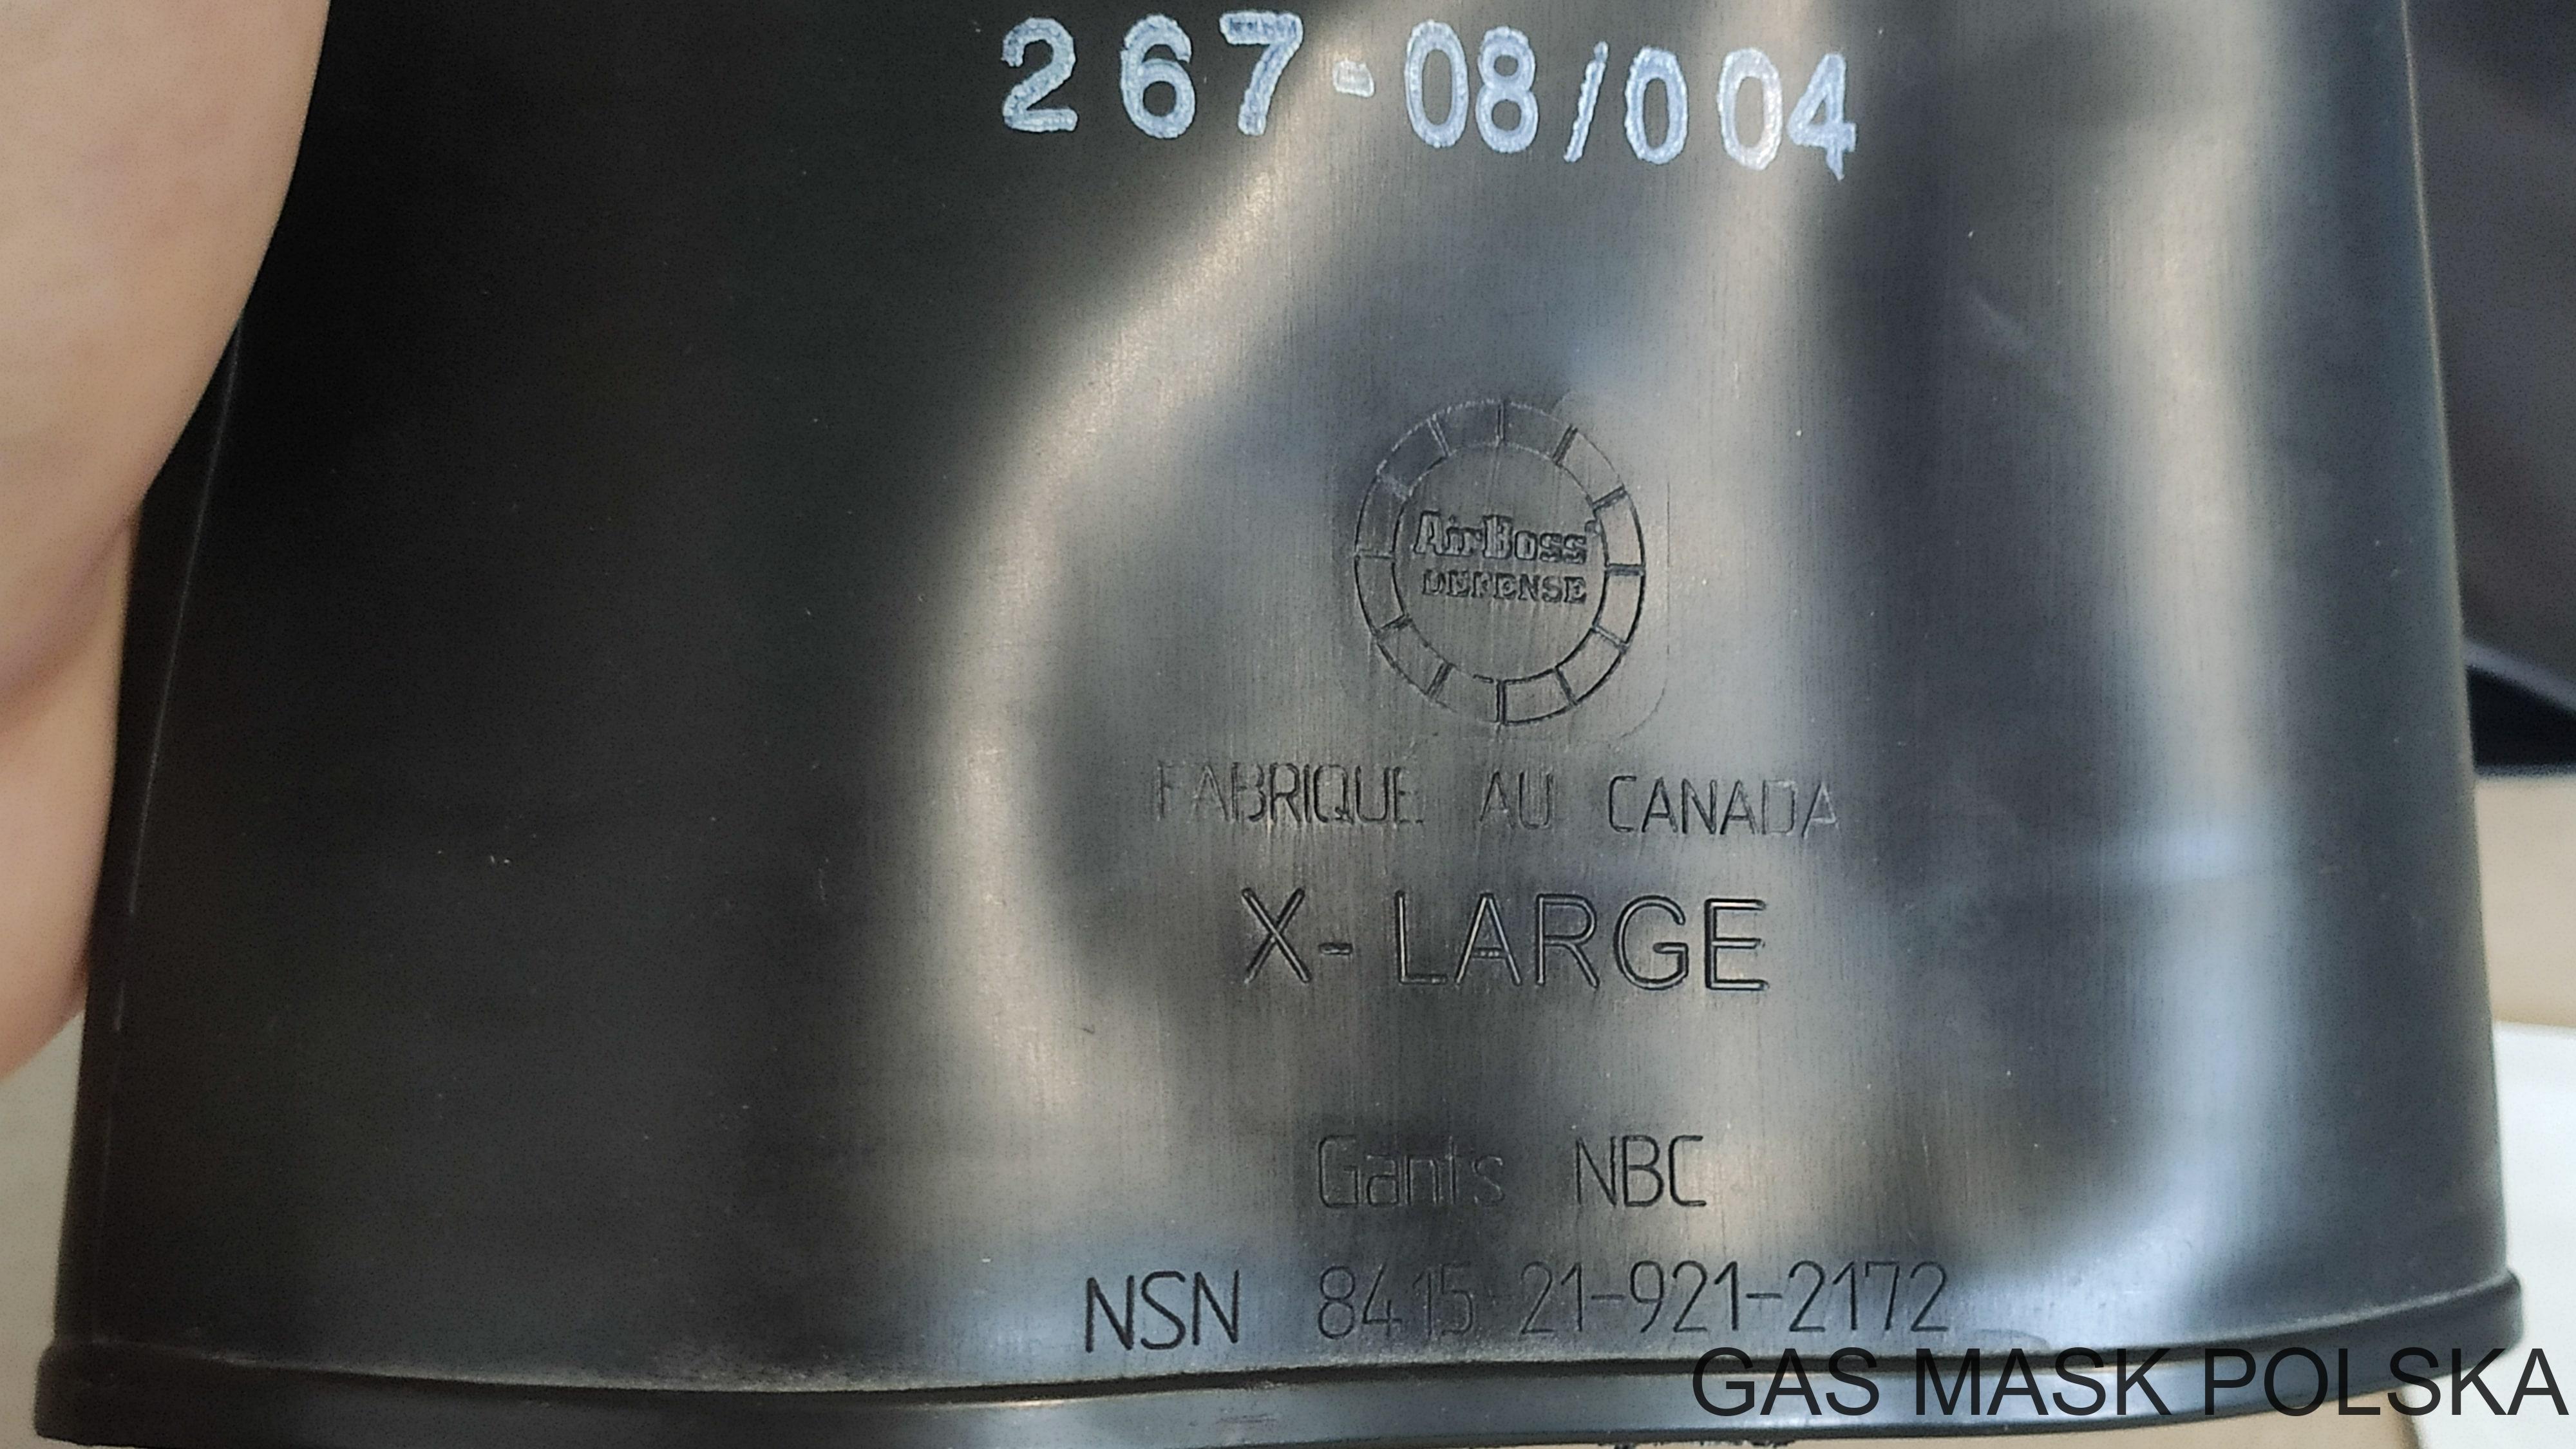 267-08/004
AirBoss
DEFENSE
FABRIQUE AU CANADA
X-LARGE
Gants NBC
NSN 8415-21-921-2172
GAS MASK POLSKA